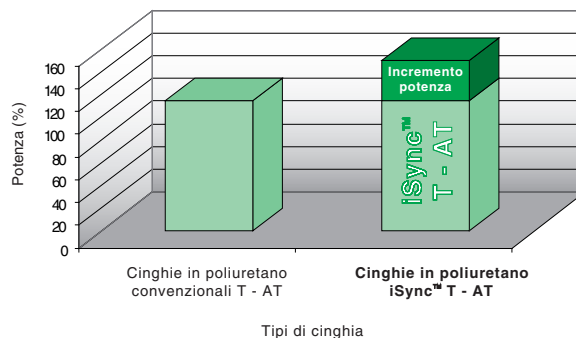 160
140
120
100
80
60
40
20
0
Potenza (%)
Incremento
potenza
iSync™
T - AT
Cinghie in poliuretano
convenzionali T - AT
Cinghie in poliuretano
iSync™ T - AT
Tipi di cinghia